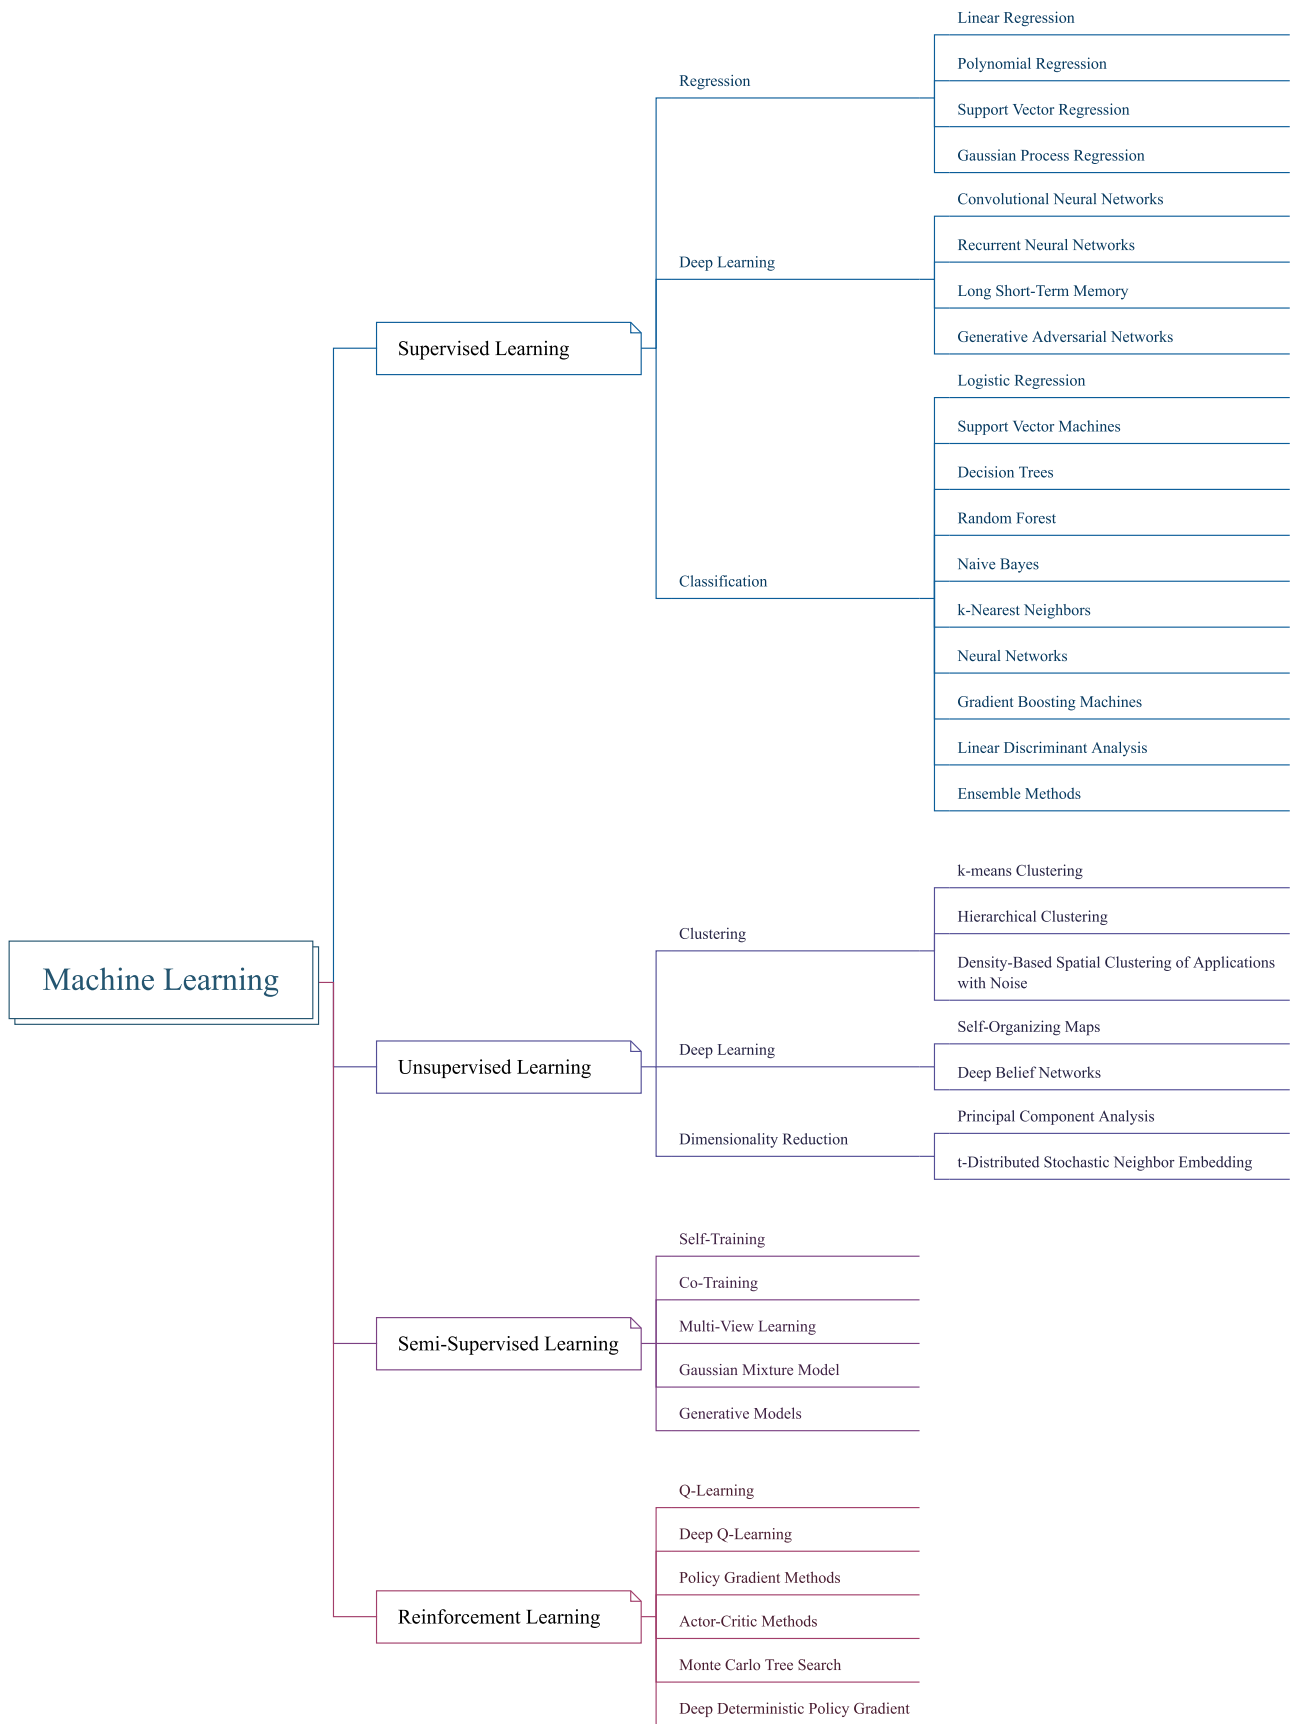 Machine Learning
Supervised Learning
Regression
Linear Regression
Polynomial Regression
Support Vector Regression
Gaussian Process Regression
Deep Learning
Convolutional Neural Networks
Recurrent Neural Networks
Long Short-Term Memory
Generative Adversarial Networks
Classification
Logistic Regression
Support Vector Machines
Decision Trees
Random Forest
Naive Bayes
k-Nearest Neighbors
Neural Networks
Gradient Boosting Machines
Linear Discriminant Analysis
Ensemble Methods
Unsupervised Learning
Clustering
k-means Clustering
Hierarchical Clustering
Density-Based Spatial Clustering of Applications
with Noise
Deep Learning
Self-Organizing Maps
Deep Belief Networks
Dimensionality Reduction
Principal Component Analysis
t-Distributed Stochastic Neighbor Embedding
Semi-Supervised Learning
Self-Training
Co-Training
Multi-View Learning
Gaussian Mixture Model
Generative Models
Reinforcement Learning
Q-Learning
Deep Q-Learning
Policy Gradient Methods
Actor-Critic Methods
Monte Carlo Tree Search
Deep Deterministic Policy Gradient